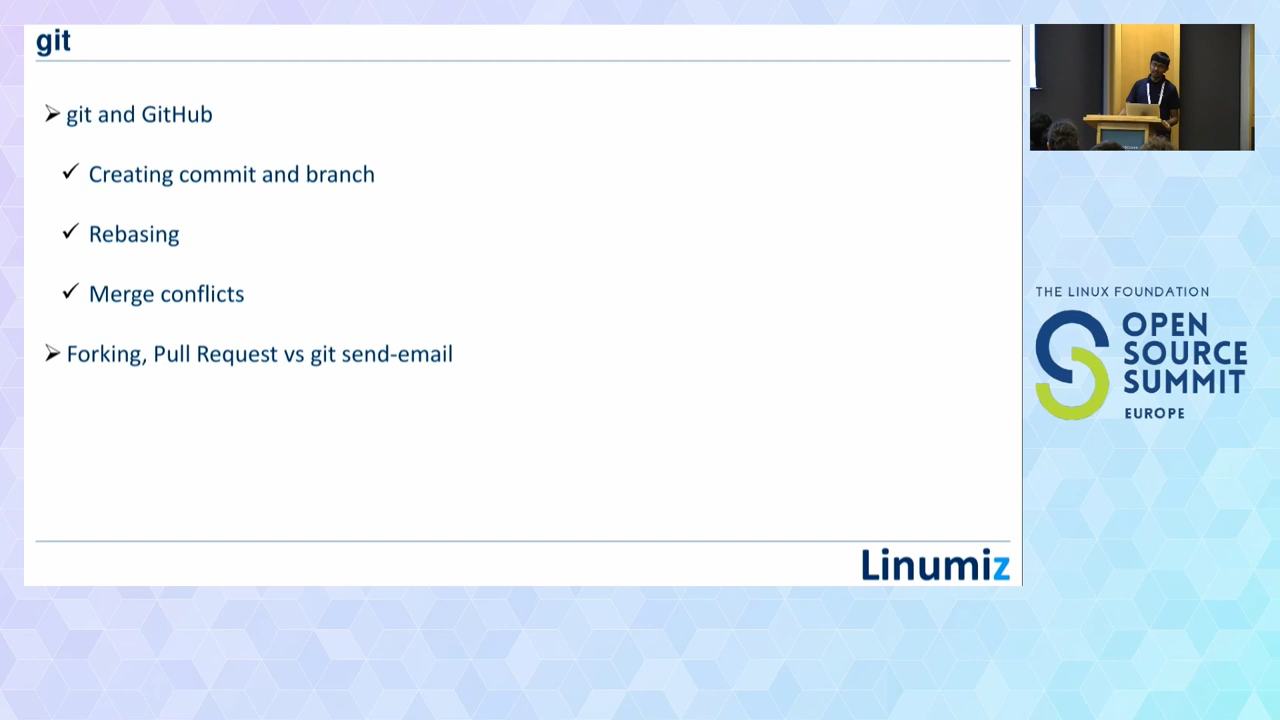 git
git and GitHub
Creating commit and branch
Rebasing
Merge conflicts
Forking, Pull Request vs git send-email
Linumiz
THE LINUX FOUNDATION
OPEN
SOURCE
SUMMIT
EUROPE